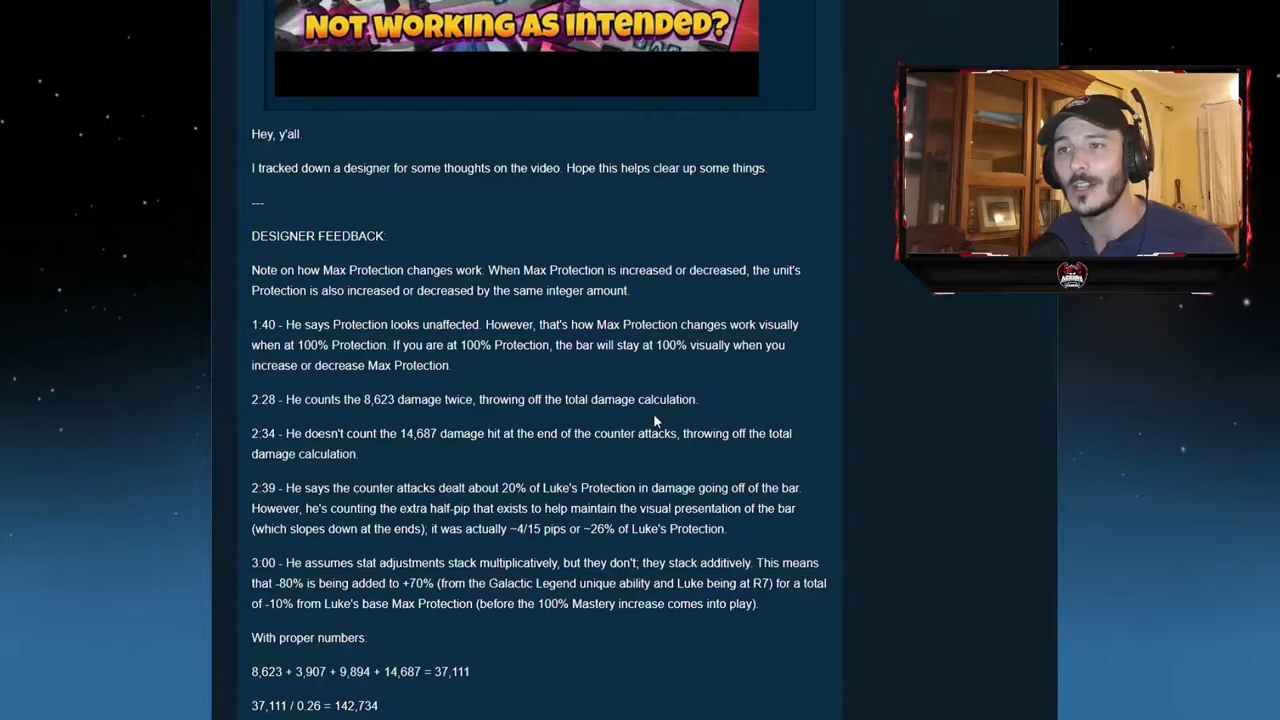 NOT WORKING AS INTENDED?
Hey, y'all.
I tracked down a designer for some thoughts on the video. Hope this helps clear up some things.
---
DESIGNER FEEDBACK:
Note on how Max Protection changes work: When Max Protection is increased or decreased, the unit's
Protection is also increased or decreased by the same integer amount.
1:40 - He says Protection looks unaffected. However, that's how Max Protection changes work visually
when at 100% Protection. If you are at 100% Protection, the bar will stay at 100% visually when you
increase or decrease Max Protection.
2:28 - He counts the 8,623 damage twice, throwing off the total damage calculation.
2:34 - He doesn't count the 14,687 damage hit at the end of the counter attacks, throwing off the total
damage calculation.
2:39 - He says the counter attacks dealt about 20% of Luke's Protection in damage going off of the bar.
However, he's counting the extra half-pip that exists to help maintain the visual presentation of the bar
(which slopes down at the ends); it was actually ~4/15 pips or ~26% of Luke's Protection.
3:00 - He assumes stat adjustments stack multiplicatively, but they don't; they stack additively. This means
that -80% is being added to +70% (from the Galactic Legend unique ability and Luke being at R7) for a total
of -10% from Luke's base Max Protection (before the 100% Mastery increase comes into play).
With proper numbers:
8,623 + 3,907 + 9,894 + 14,687 = 37,111
37,111 / 0.26 = 142,734